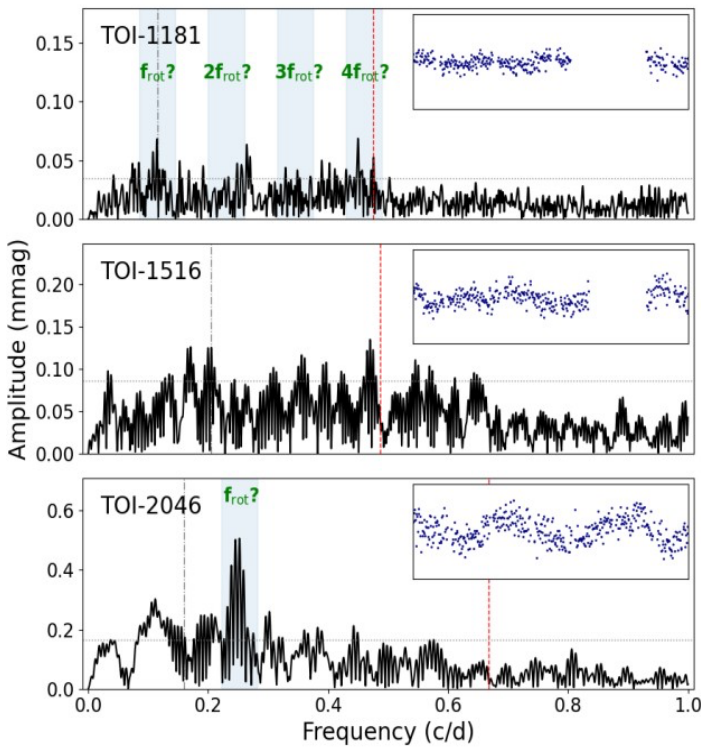 TOI-1181
f_rot? 2f_rot? 3f_rot? 4f_rot?
0.15
0.10
0.05
0.00
TOI-1516
0.20
0.15
0.10
0.05
0.00
TOI-2046
f_rot?
0.6
0.4
0.2
0.0
Amplitude (mmag)
0.0 0.2 0.4 0.6 0.8 1.0
Frequency (c/d)